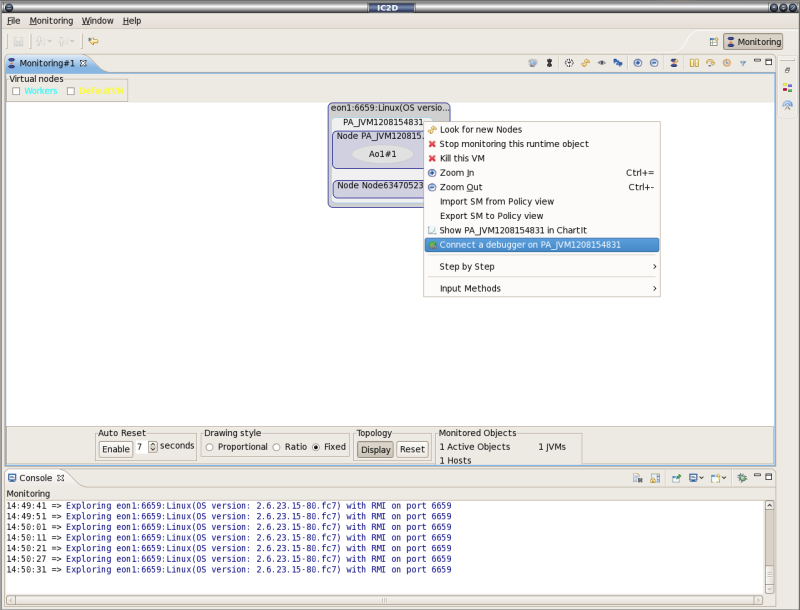 IC2D
File Monitoring Window Help
Monitoring
Monitoring#1
Virtual nodes
Workers
eon1:6659:Linux(OS versio...
PA_JVM1208154831
Node PA_JVM120815.
Ao1#1
Node Node63470523
Look for new Nodes
Stop monitoring this runtime object
Kill this VM
Zoom In Ctrl+=
Zoom Out Ctrl+-
Import SM from Policy view
Export SM to Policy view
Show PA_JVM1208154831 in ChartIt
Connect a debugger on PA_JVM1208154831
Step by Step
Input Methods
Auto Reset
Enable 7 seconds
Drawing style
Proportional Ratio Fixed
Topology
Display Reset
Monitored Objects
1 Active Objects 1 JVMs
1 Hosts
Console
Monitoring
14:49:41 => Exploring eon1:6659:Linux(OS version: 2.6.23.15-80.fc7) with RMI on port 6659
14:49:51 => Exploring eon1:6659:Linux(OS version: 2.6.23.15-80.fc7) with RMI on port 6659
14:50:01 => Exploring eon1:6659:Linux(OS version: 2.6.23.15-80.fc7) with RMI on port 6659
14:50:11 => Exploring eon1:6659:Linux(OS version: 2.6.23.15-80.fc7) with RMI on port 6659
14:50:21 => Exploring eon1:6659:Linux(OS version: 2.6.23.15-80.fc7) with RMI on port 6659
14:50:27 => Exploring eon1:6659:Linux(OS version: 2.6.23.15-80.fc7) with RMI on port 6659
14:50:31 => Exploring eon1:6659:Linux(OS version: 2.6.23.15-80.fc7) with RMI on port 6659